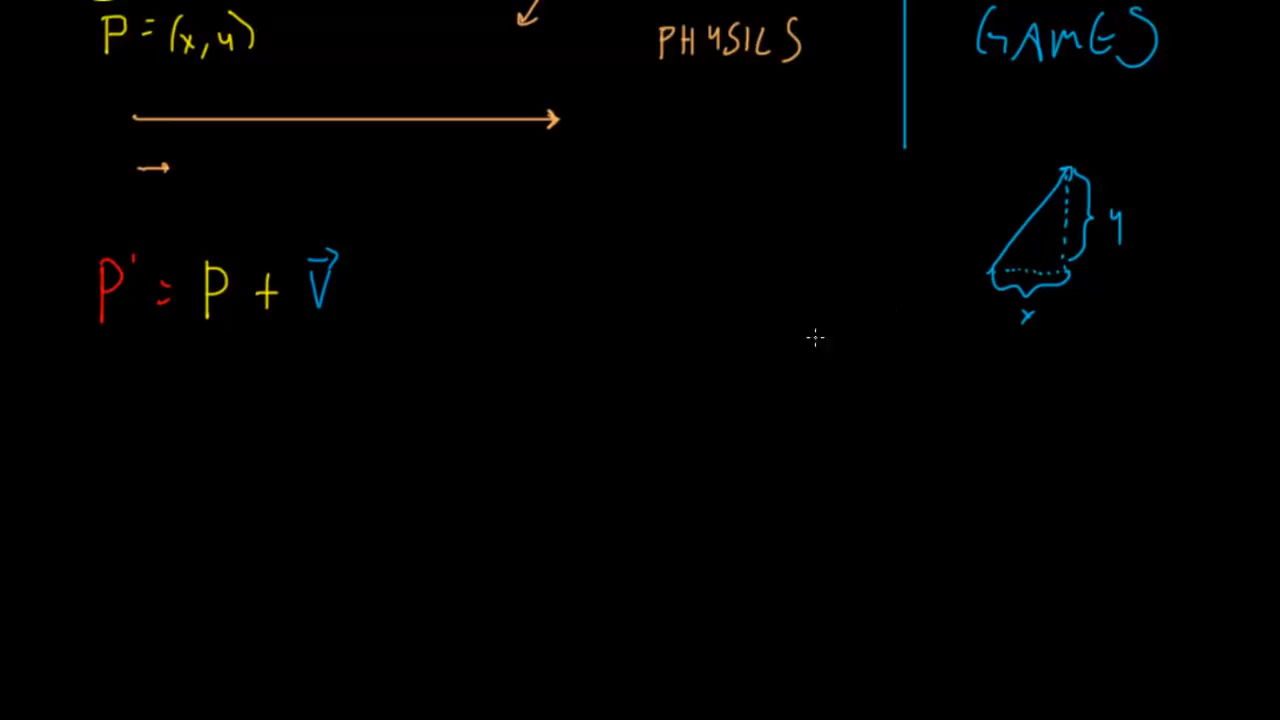 P = (x, y)
PHYSICS
GAMES
y
P' = P + V⃗
x